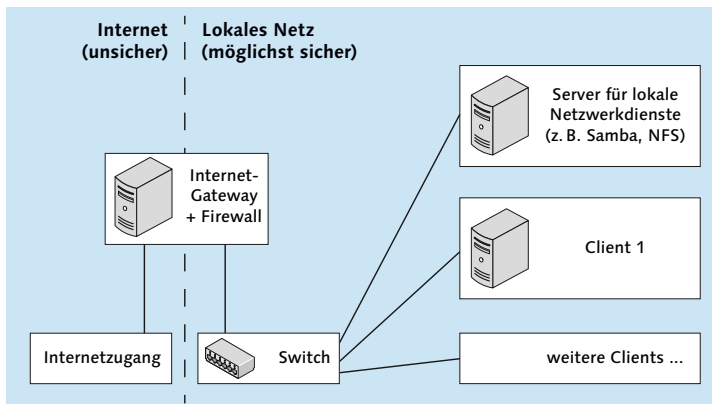 Internet
(unsicher)
Lokales Netz
(möglichst sicher)
Server für lokale
Netzwerkdienste
(z. B. Samba, NFS)
Internet-
Gateway
+ Firewall
Client 1
Internetzugang
Switch
weitere Clients ...